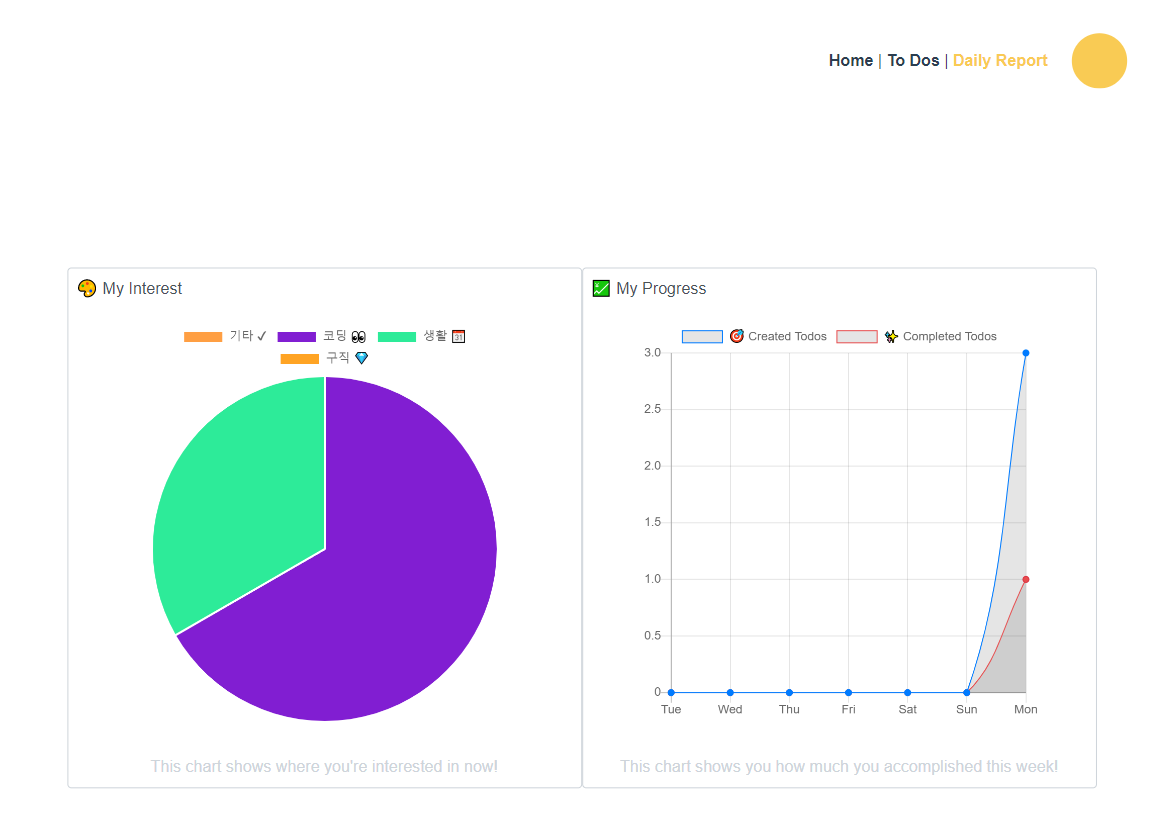 Home | To Dos | Daily Report
🎨 My Interest
기타 ✓ 코딩 👀 생활 📅
구직 💎
This chart shows where you're interested in now!
💹 My Progress
🎯 Created Todos ✨ Completed Todos
3.0
2.5
2.0
1.5
1.0
0.5
0
Tue Wed Thu Fri Sat Sun Mon
This chart shows you how much you accomplished this week!